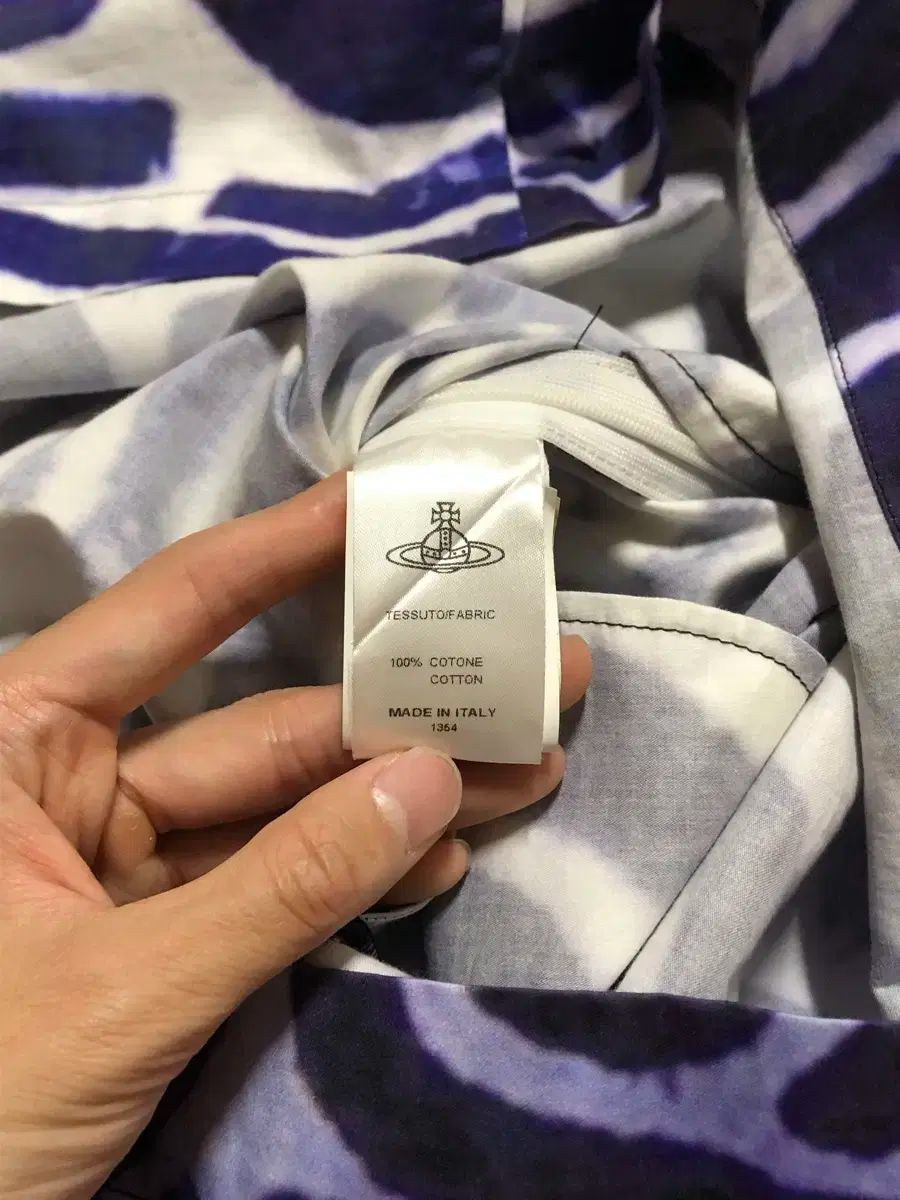 TESSUTO/FABRIC
100% COTONE
COTTON
MADE IN ITALY
1364